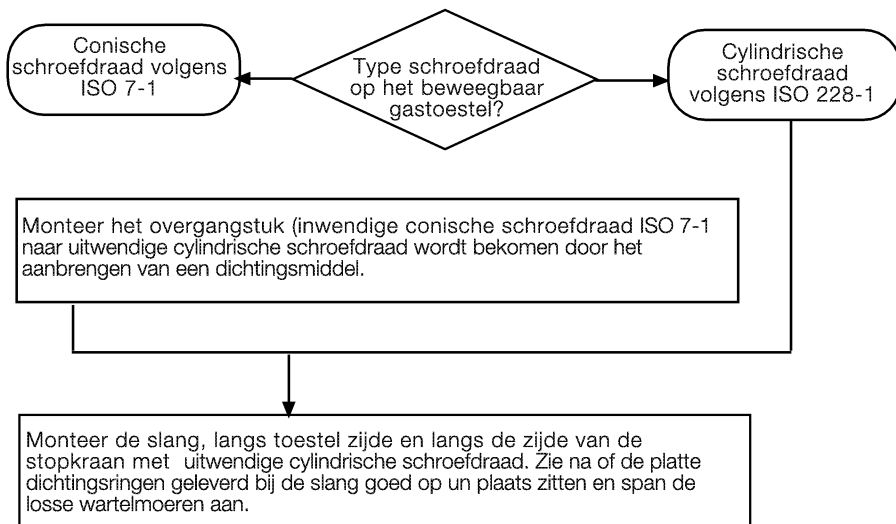 Conische
schroefdraad volgens
ISO 7-1
Type schroefdraad
op het beweegbaar
gastoestel?
Cylindrische
schroefdraad
volgens ISO 228-1
Monteer het overgangstuk (inwendige conische schroefdraad ISO 7-1
naar uitwendige cylindrische schroefdraad wordt bekomen door het
aanbrengen van een dichtingsmiddel.
Monteer de slang, langs toestel zijde en langs de zijde van de
stopkraan met uitwendige cylindrische schroefdraad. Zie na of de platte
dichtingsringen geleverd bij de slang goed op un plaats zitten en span de
losse wartelmoeren aan.